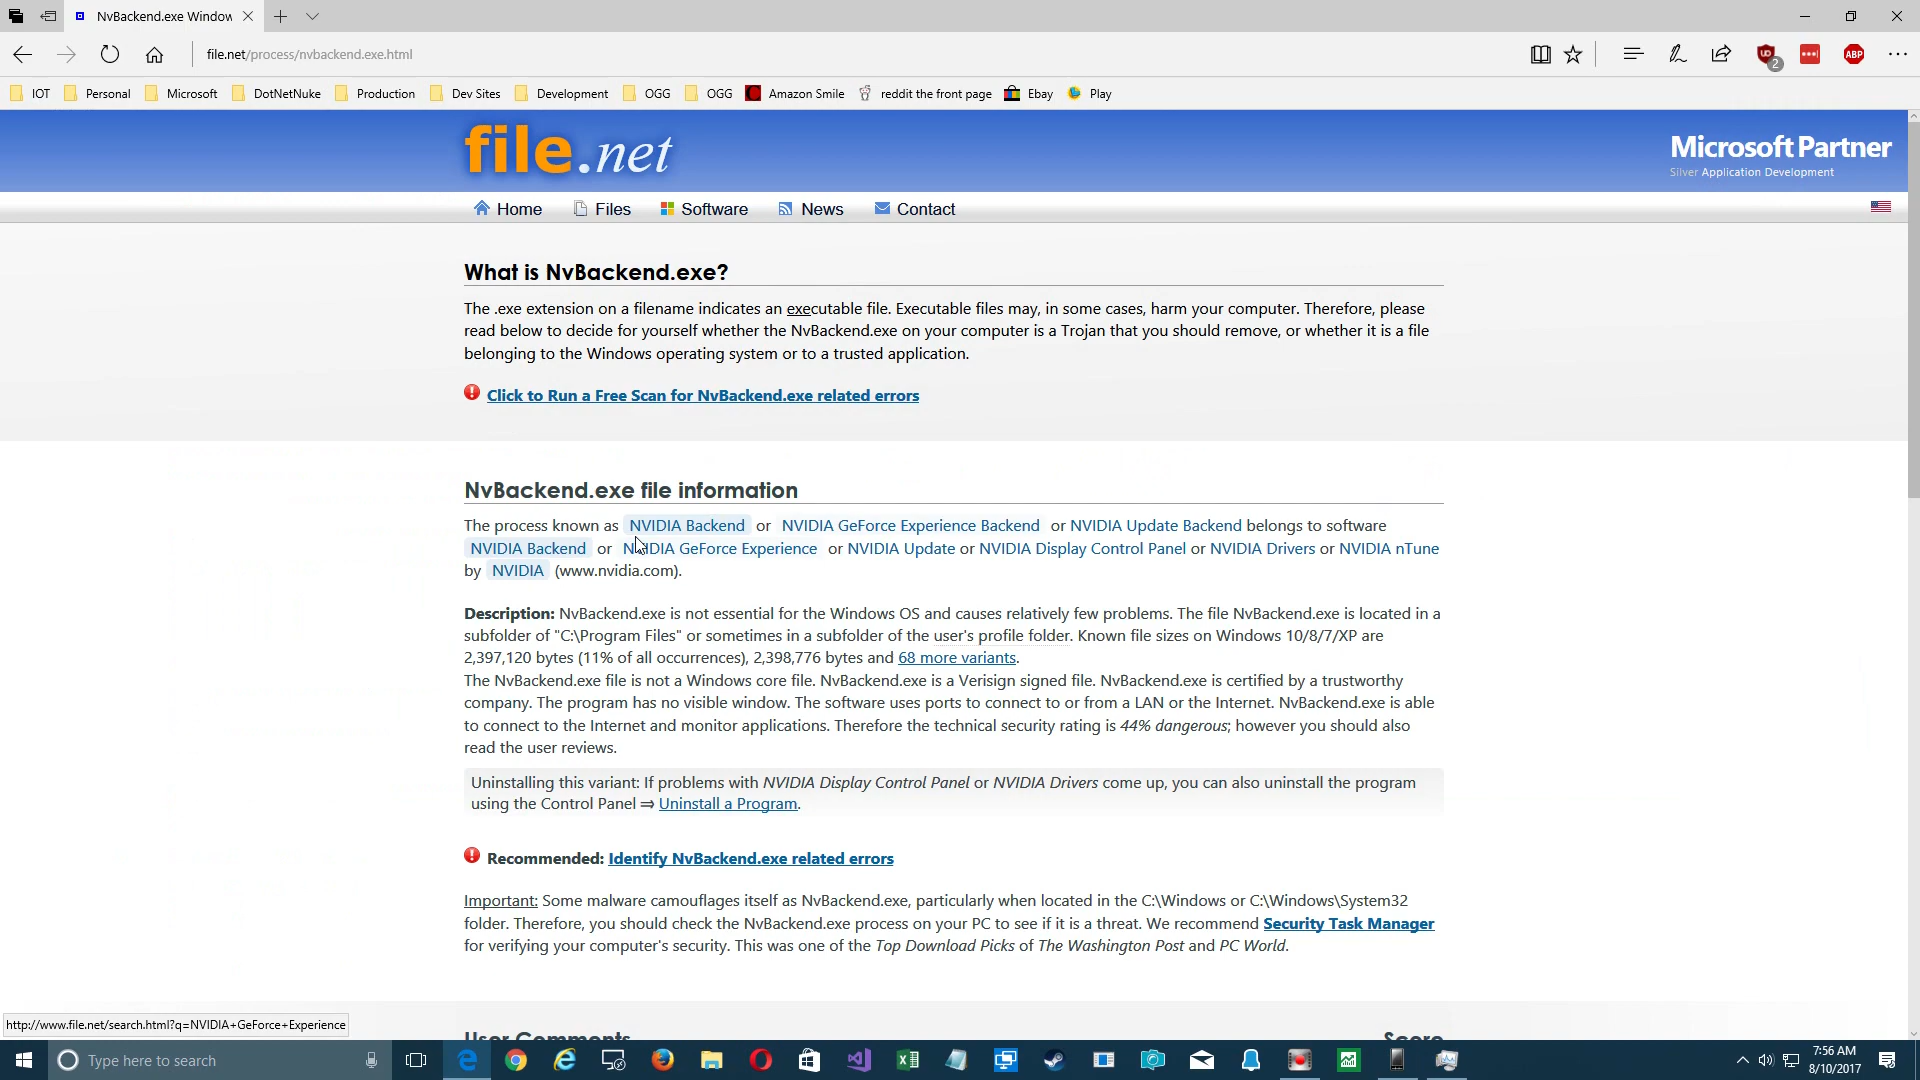 NvBackend.exe Window
file.net/process/nvbackend.exe.html
2
ABP
IOT Personal Microsoft DotNetNuke Production Dev Sites Development OGG OGG Amazon Smile reddit the front page Ebay Play
file.net
Microsoft Partner
Silver Application Development
Home Files Software News Contact
What is NvBackend.exe?
The .exe extension on a filename indicates an executable file. Executable files may, in some cases, harm your computer. Therefore, please
read below to decide for yourself whether the NvBackend.exe on your computer is a Trojan that you should remove, or whether it is a file
belonging to the Windows operating system or to a trusted application.
Click to Run a Free Scan for NvBackend.exe related errors
NvBackend.exe file information
The process known as NVIDIA Backend or NVIDIA GeForce Experience Backend or NVIDIA Update Backend belongs to software
NVIDIA Backend or NVIDIA GeForce Experience or NVIDIA Update or NVIDIA Display Control Panel or NVIDIA Drivers or NVIDIA nTune
by NVIDIA (www.nvidia.com).
Description: NvBackend.exe is not essential for the Windows OS and causes relatively few problems. The file NvBackend.exe is located in a
subfolder of "C:\Program Files" or sometimes in a subfolder of the user's profile folder. Known file sizes on Windows 10/8/7/XP are
2,397,120 bytes (11% of all occurrences), 2,398,776 bytes and 68 more variants.
The NvBackend.exe file is not a Windows core file. NvBackend.exe is a Verisign signed file. NvBackend.exe is certified by a trustworthy
company. The program has no visible window. The software uses ports to connect to or from a LAN or the Internet. NvBackend.exe is able
to connect to the Internet and monitor applications. Therefore the technical security rating is 44% dangerous; however you should also
read the user reviews.
Uninstalling this variant: If problems with NVIDIA Display Control Panel or NVIDIA Drivers come up, you can also uninstall the program
using the Control Panel ⇒ Uninstall a Program.
Recommended: Identify NvBackend.exe related errors
Important: Some malware camouflages itself as NvBackend.exe, particularly when located in the C:\Windows or C:\Windows\System32
folder. Therefore, you should check the NvBackend.exe process on your PC to see if it is a threat. We recommend Security Task Manager
for verifying your computer's security. This was one of the Top Download Picks of The Washington Post and PC World.
User Comments Score
http://www.file.net/search.html?q=NVIDIA+GeForce+Experience
Type here to search
7:56 AM
8/10/2017